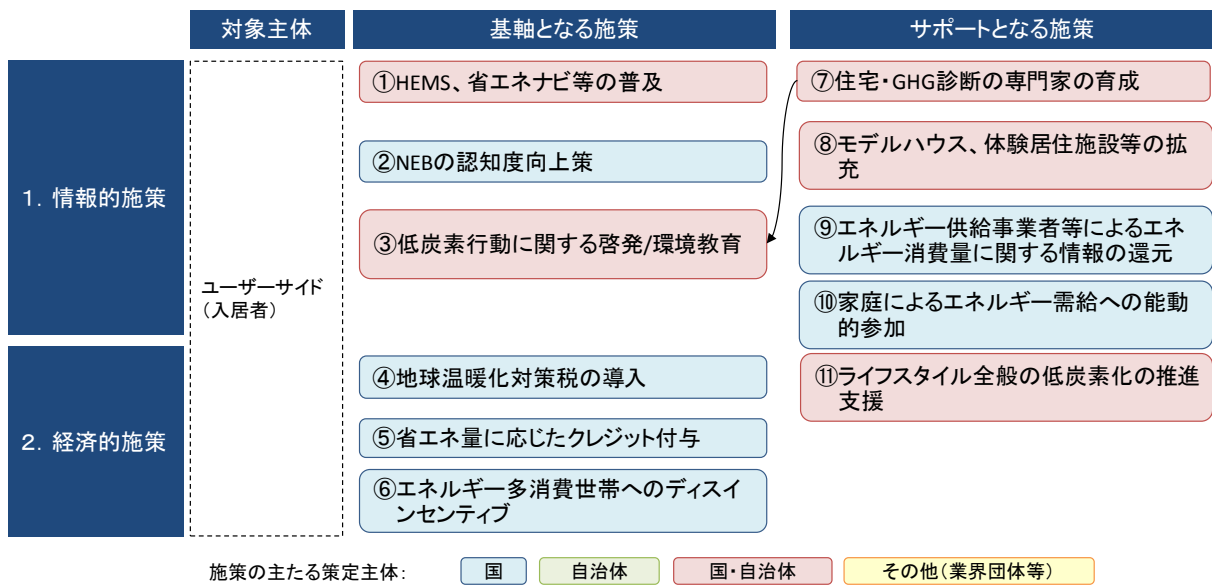 対象主体
基軸となる施策
サポートとなる施策
1．情報的施策
2．経済的施策
ユーザーサイド
（入居者）
①HEMS、省エネナビ等の普及
②NEBの認知度向上策
③低炭素行動に関する啓発/環境教育
④地球温暖化対策税の導入
⑤省エネ量に応じたクレジット付与
⑥エネルギー多消費世帯へのディスイ
ンセンティブ
⑦住宅・GHG診断の専門家の育成
⑧モデルハウス、体験居住施設等の拡
充
⑨エネルギー供給事業者等によるエネ
ルギー消費量に関する情報の還元
⑩家庭によるエネルギー需給への能動
的参加
⑪ライフスタイル全般の低炭素化の推進
支援
施策の主たる策定主体：
国
自治体
国・自治体
その他（業界団体等）